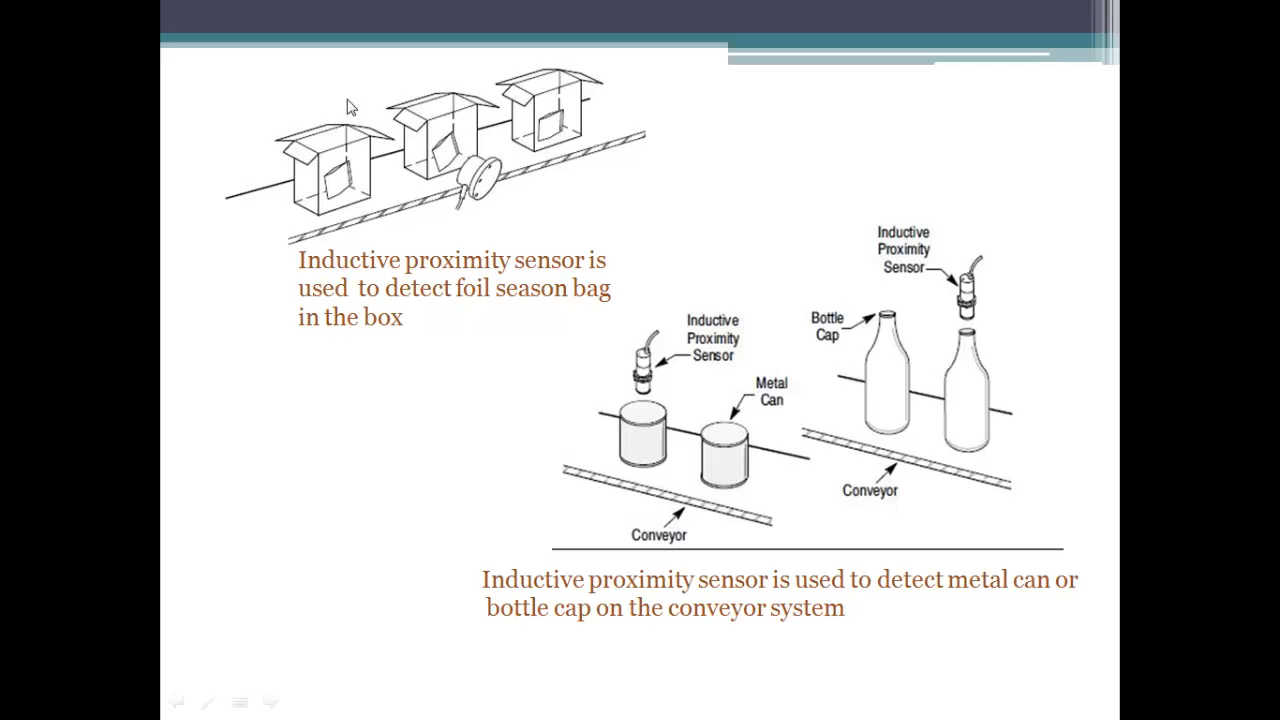 Inductive proximity sensor is
used to detect foil season bag
in the box
Inductive
Proximity
Sensor
Metal
Can
Conveyor
Inductive
Proximity
Sensor
Bottle
Cap
Conveyor
Inductive proximity sensor is used to detect metal can or
bottle cap on the conveyor system